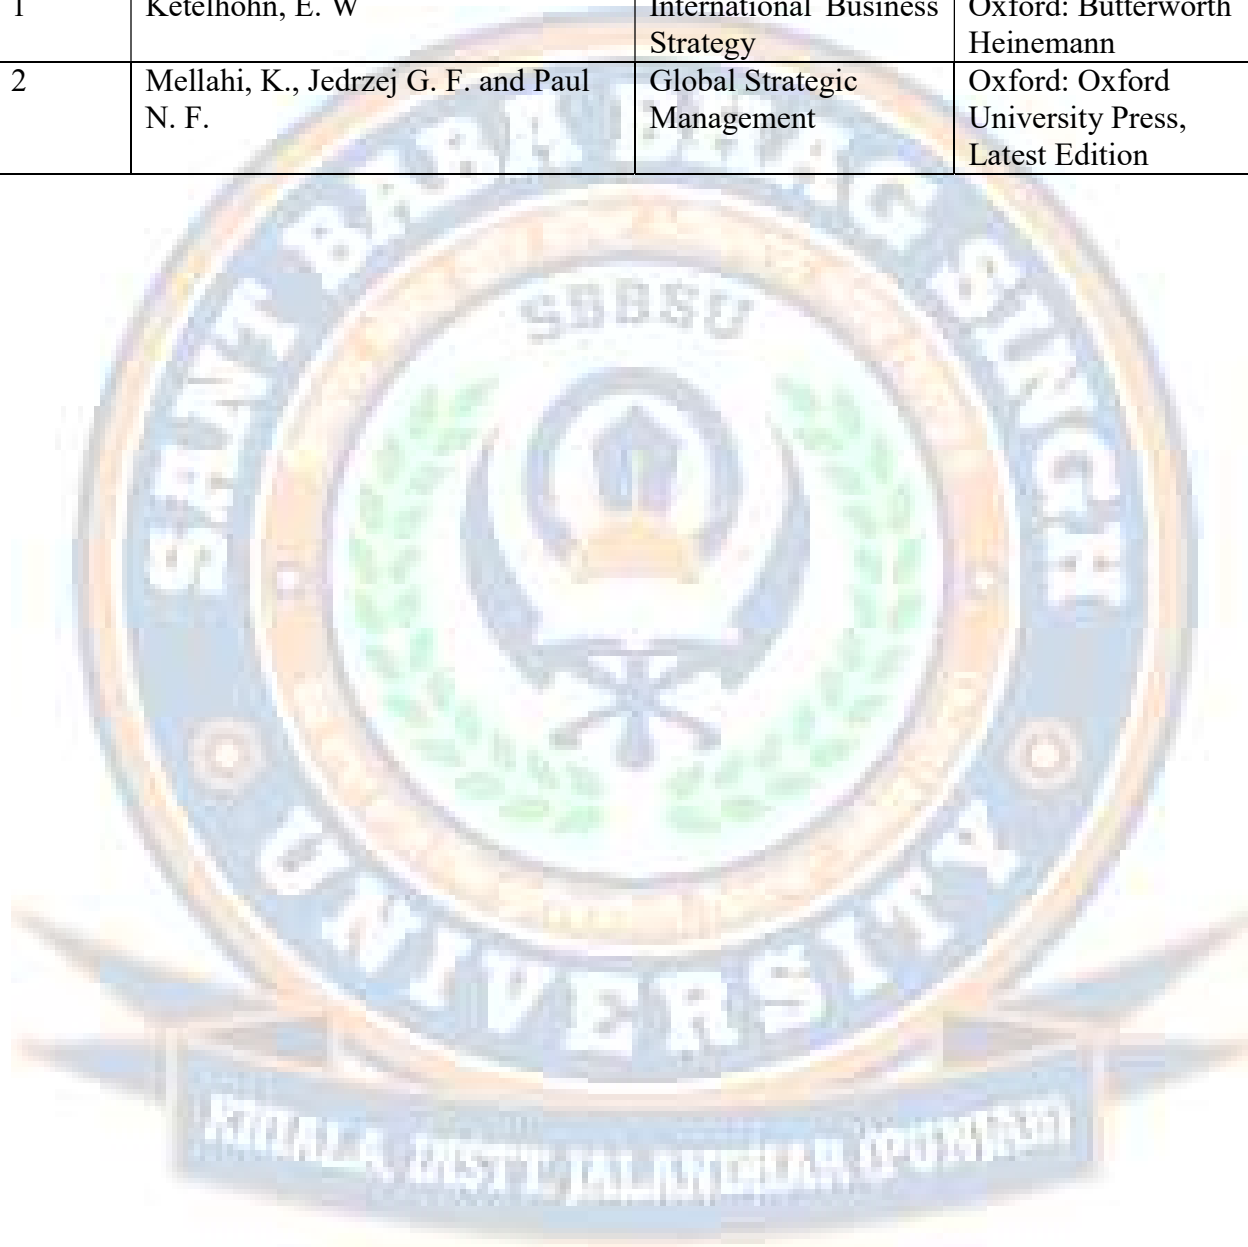 1 Ketelhohn, E. W International Business Oxford: Butterworth
Strategy Heinemann
2 Mellahi, K., Jedrzej G. F. and Paul Global Strategic Oxford: Oxford
N. F. Management University Press,
Latest Edition
SANT BABA BHAG SINGH
SBBSU
UNIVERSITY
KHIALA, DISTT. JALANDHAR (PUNJAB)